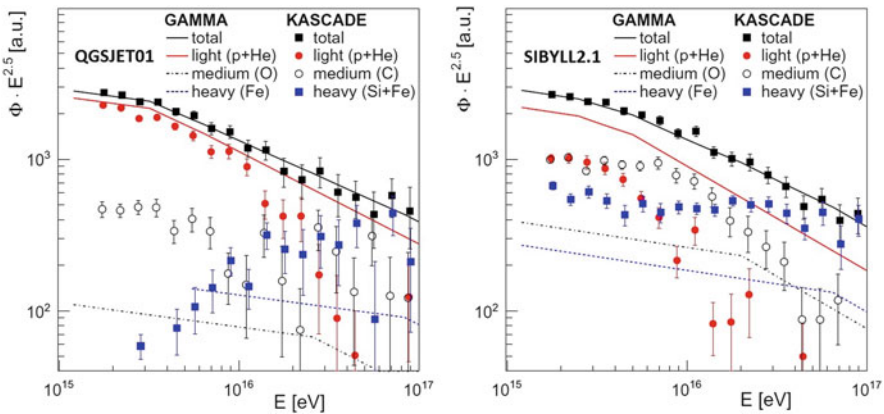 Φ · E^2.5 [a.u.]
QGSJET01
GAMMA KASCADE
total total
light (p+He) light (p+He)
medium (O) medium (C)
heavy (Fe) heavy (Si+Fe)
10^3
10^2
10^15 10^16 10^17
E [eV]
Φ · E^2.5 [a.u.]
SIBYLL2.1
GAMMA KASCADE
total total
light (p+He) light (p+He)
medium (O) medium (C)
heavy (Fe) heavy (Si+Fe)
10^3
10^2
10^15 10^16 10^17
E [eV]